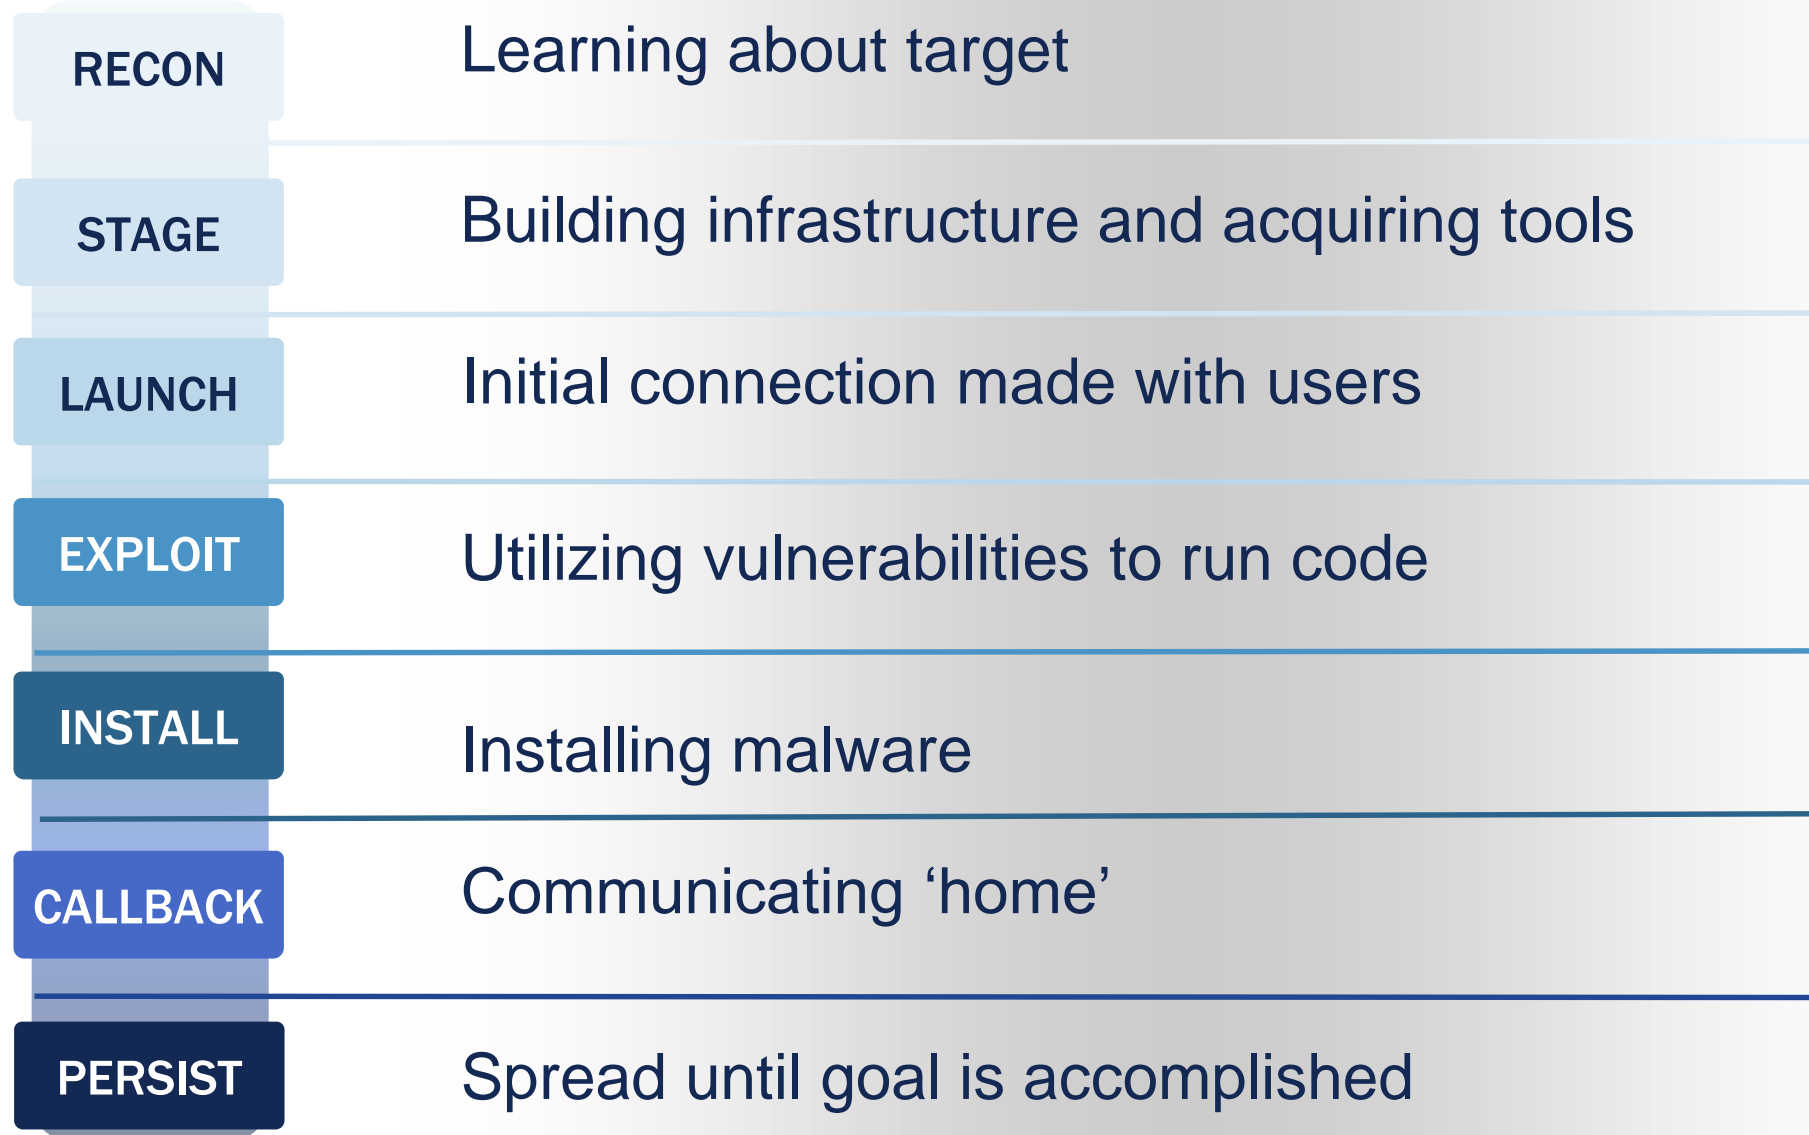 RECON
Learning about target
STAGE
Building infrastructure and acquiring tools
LAUNCH
Initial connection made with users
EXPLOIT
Utilizing vulnerabilities to run code
INSTALL
Installing malware
CALLBACK
Communicating ‘home’
PERSIST
Spread until goal is accomplished